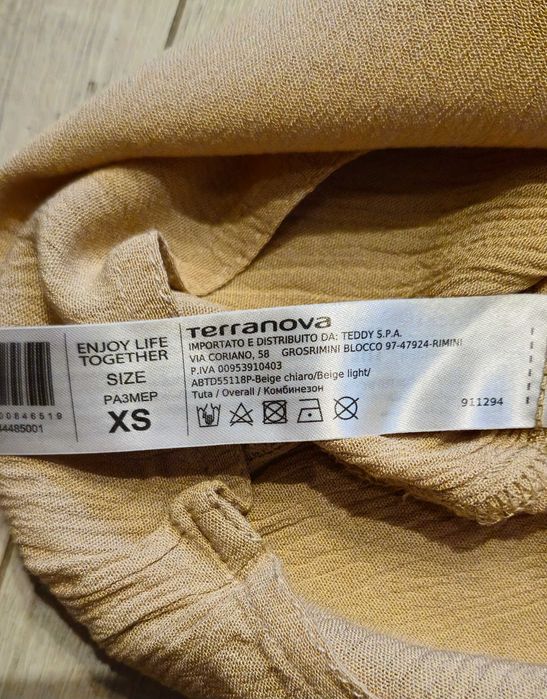 00846519
4485001
ENJOY LIFE
TOGETHER
SIZE
РАЗМЕР
XS
Terranova
IMPORTATO E DISTRIBUITO DA: TEDDY S.P.A.
VIA CORIANO, 58 GROSRIMINI BLOCCO 97-47924-RIMINI
P.IVA 00953910403
ABTD55118P-Beige chiaro/Beige light/
Tuta / Overall / Комбинезон
911294